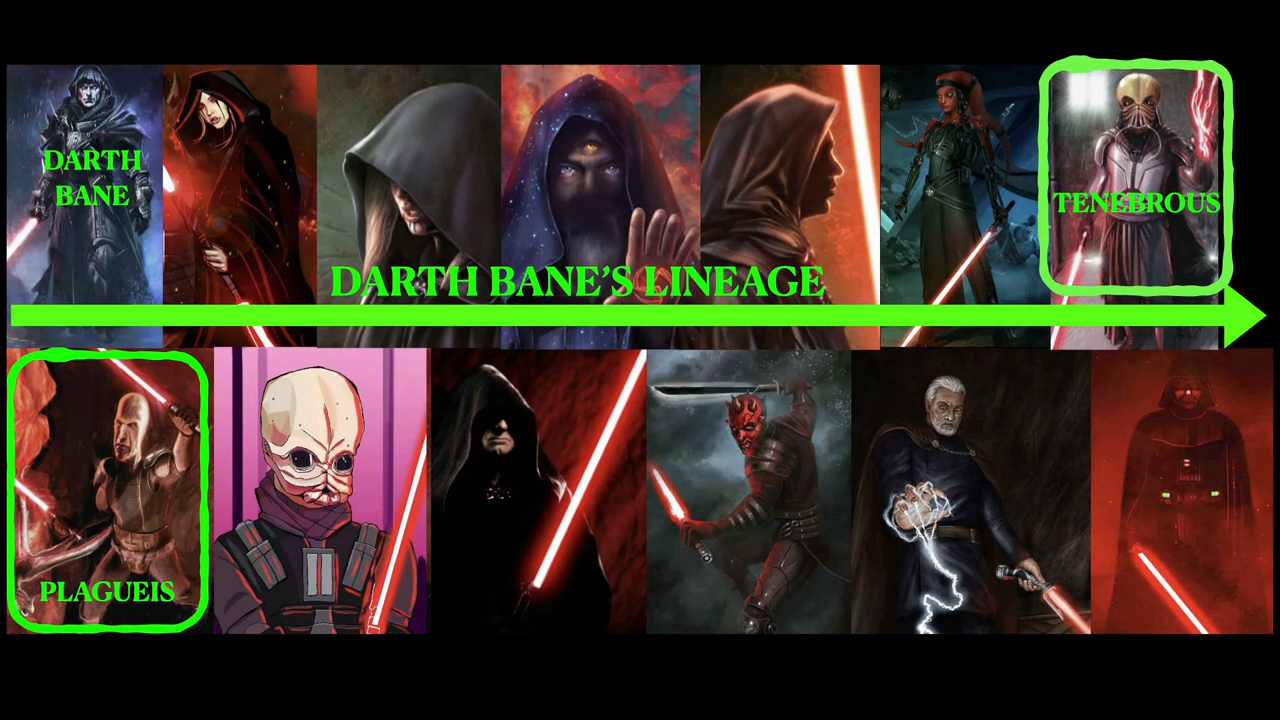 DARTH
BANE
TENEBROUS
DARTH BANE’S LINEAGE
PLAGUEIS